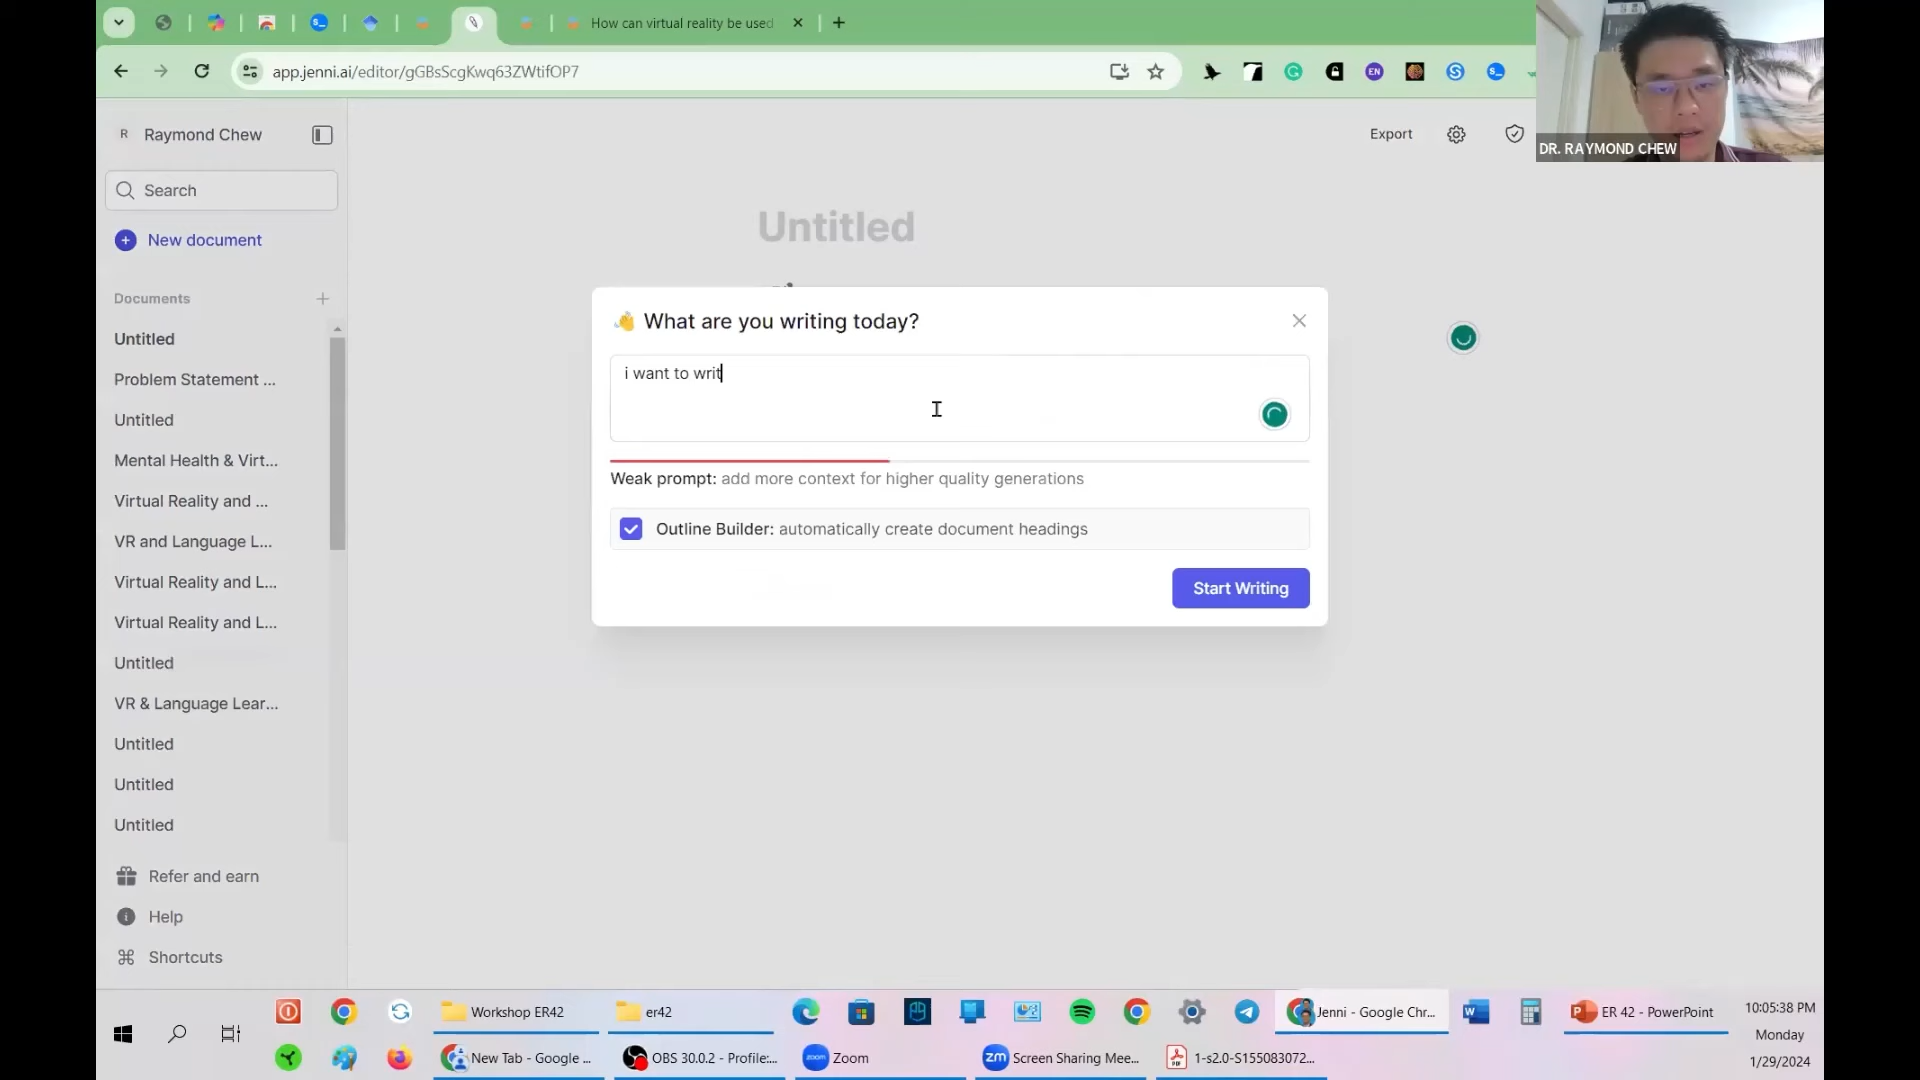 How can virtual reality be used
app.jenni.ai/editor/gGBsScgKwq63ZWtifOP7
EN
R Raymond Chew
Export
DR. RAYMOND CHEW
Search
New document
Untitled
Documents
Untitled
Problem Statement ...
Untitled
Mental Health & Virt...
Virtual Reality and ...
VR and Language L...
Virtual Reality and L...
Virtual Reality and L...
Untitled
VR & Language Lear...
Untitled
Untitled
Untitled
Refer and earn
Help
Shortcuts
What are you writing today?
i want to writ
Weak prompt: add more context for higher quality generations
Outline Builder: automatically create document headings
Start Writing
Workshop ER42
er42
Jenni - Google Chr...
ER 42 - PowerPoint
10:05:38 PM
Monday
1/29/2024
New Tab - Google ...
OBS 30.0.2 - Profile:...
zoom
Zoom
zm
Screen Sharing Mee...
1-s2.0-S155083072...